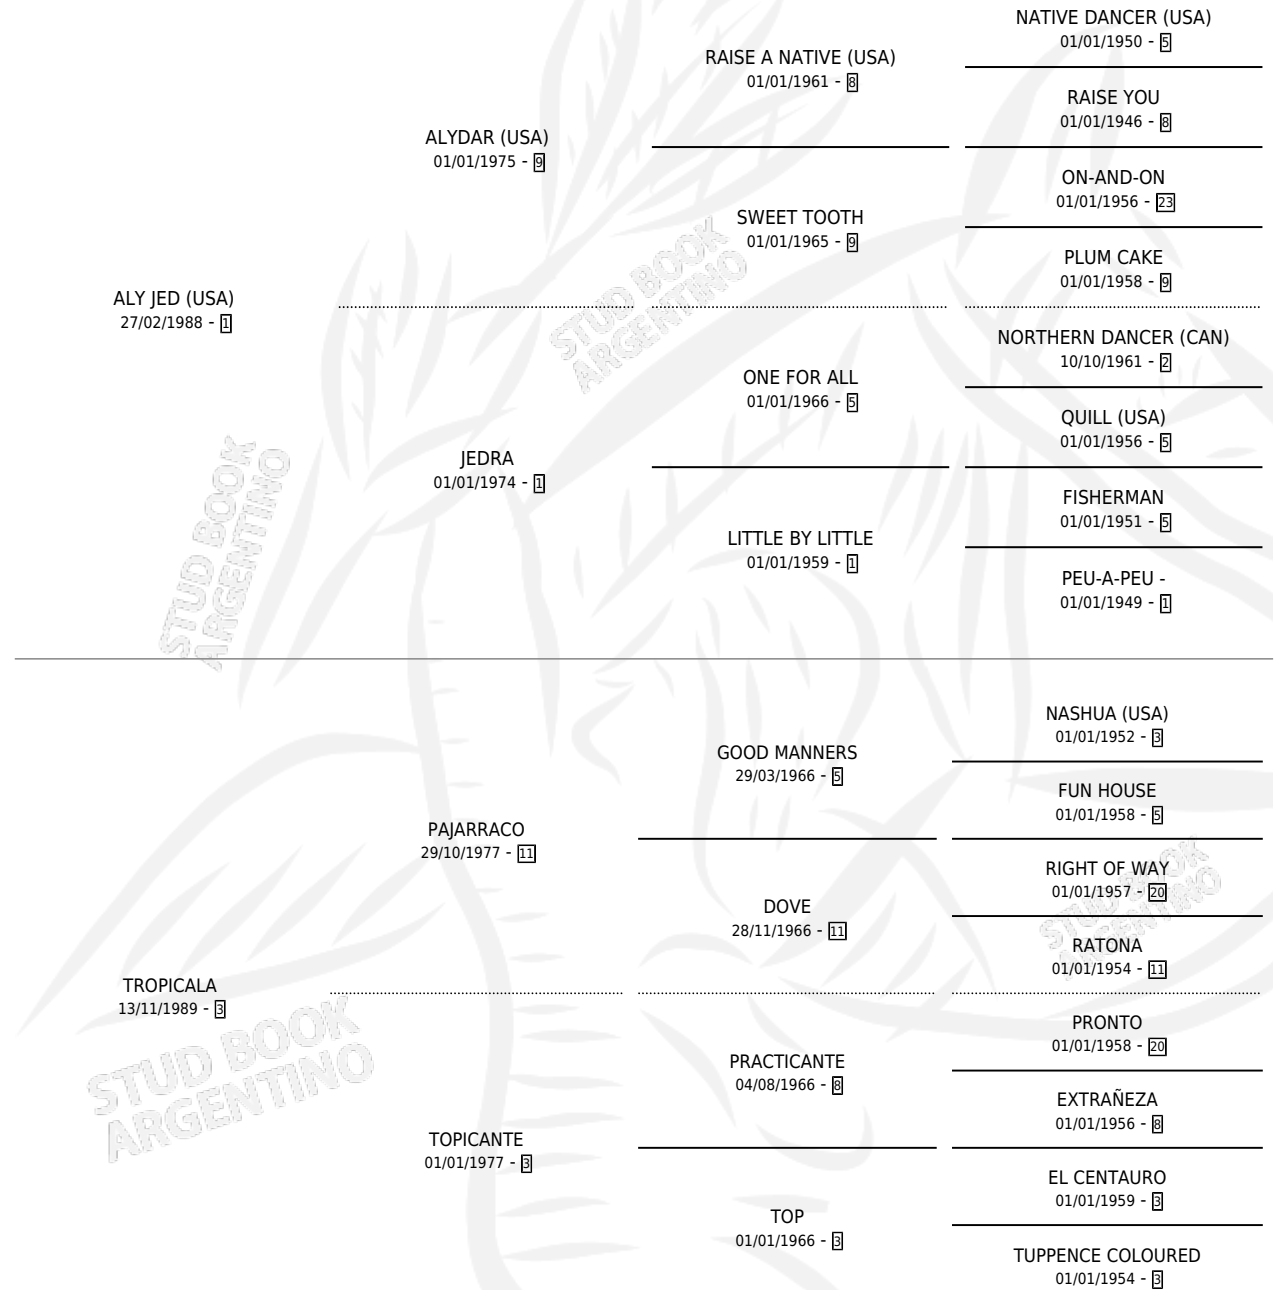 NATIVE DANCER (USA)
01/01/1950 - 5
RAISE A NATIVE (USA)
01/01/1961 - 8
RAISE YOU
01/01/1946 - 8
ALYDAR (USA)
01/01/1975 - 9
ON-AND-ON
01/01/1956 - 23
SWEET TOOTH
01/01/1965 - 9
PLUM CAKE
01/01/1958 - 9
ALY JED (USA)
27/02/1988 - 1
NORTHERN DANCER (CAN)
10/10/1961 - 2
ONE FOR ALL
01/01/1966 - 5
QUILL (USA)
01/01/1956 - 5
JEDRA
01/01/1974 - 1
FISHERMAN
01/01/1951 - 5
LITTLE BY LITTLE
01/01/1959 - 1
PEU-A-PEU -
01/01/1949 - 1
NASHUA (USA)
01/01/1952 - 3
GOOD MANNERS
29/03/1966 - 5
FUN HOUSE
01/01/1958 - 5
PAJARRACO
29/10/1977 - 11
RIGHT OF WAY
01/01/1957 - 20
DOVE
28/11/1966 - 11
RATONA
01/01/1954 - 11
TROPICALA
13/11/1989 - 3
PRONTO
01/01/1958 - 20
PRACTICANTE
04/08/1966 - 8
EXTRAÑEZA
01/01/1956 - 8
TOPICANTE
01/01/1977 - 3
EL CENTAURO
01/01/1959 - 3
TOP
01/01/1966 - 3
TUPPENCE COLOURED
01/01/1954 - 3
STUD BOOK
ARGENTINO
STUD BOOK
ARGENTINO
STUD BOOK
ARGENTINO
STUD BOOK
ARGENTINO